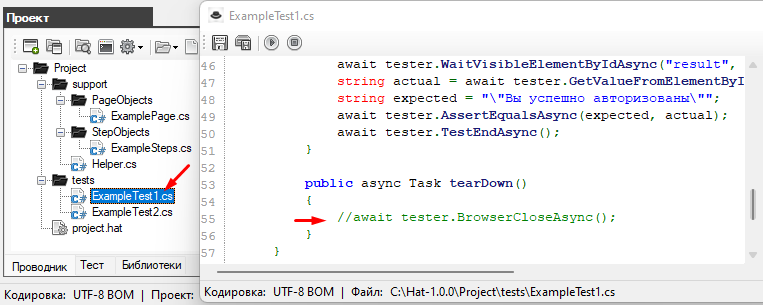 Проект
Project
support
PageObjects
ExamplePage.cs
StepObjects
ExampleSteps.cs
Helper.cs
tests
ExampleTest1.cs
ExampleTest2.cs
project.hat
Проводник Тест Библиотеки
Кодировка: UTF-8 BOM | Проект:
ExampleTest1.cs
46 await tester.WaitVisibleElementByIdAsync("result",
47 string actual = await tester.GetValueFromElementByI
48 string expected = "\"Вы успешно авторизованы\"";
49 await tester.AssertEqualsAsync(expected, actual);
50 await tester.TestEndAsync();
51 }
52
53 public async Task tearDown()
54 {
55 //await tester.BrowserCloseAsync();
56 }
57 }
Кодировка: UTF-8 BOM | Файл: C:\Hat-1.0.0\Project\tests\ExampleTest1.cs